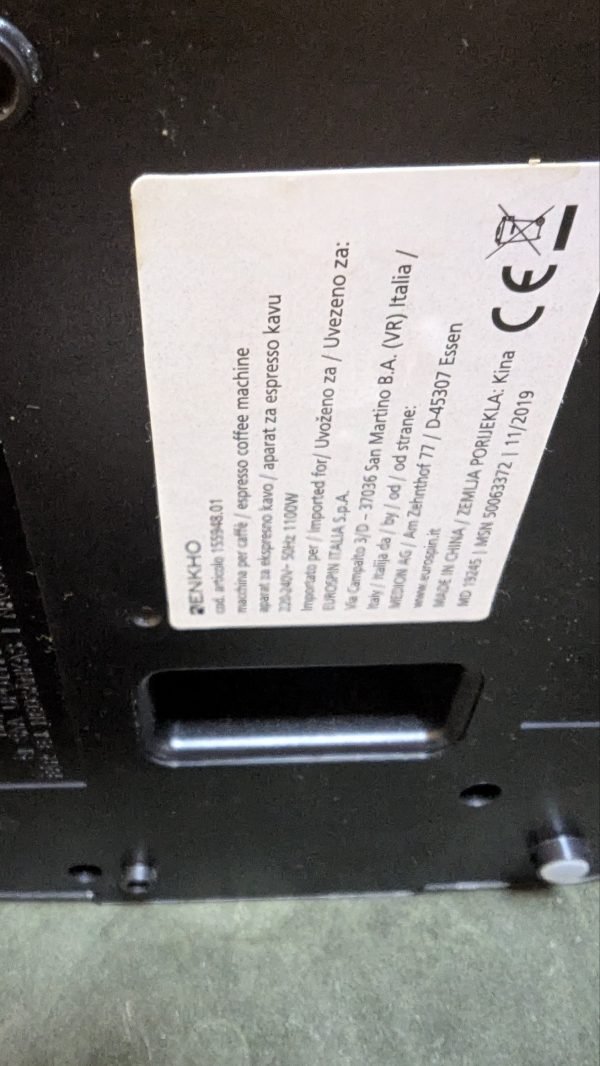 ENKHO
cod. articolo 155948.01
macchina per caffè / espresso coffee machine
aparat za ekspresno kavo / aparat za espresso kavu
220-240V~ 50Hz 1100W
Importato per / Imported for/ Uvoženo za / Uvezeno za:
EUROSPIN ITALIA S.p.A.
Via Campalto 3/D – 37036 San Martino B.A. (VR) Italia /
Italy / Italija da / by / od / od strane:
MEDION AG / Am Zehnthof 77 / D-45307 Essen
www.eurospin.it
MADE IN CHINA / ZEMLJA PORIJEKLA: Kina
MD 19245 | MSN 50063372 | 11/2019
CE